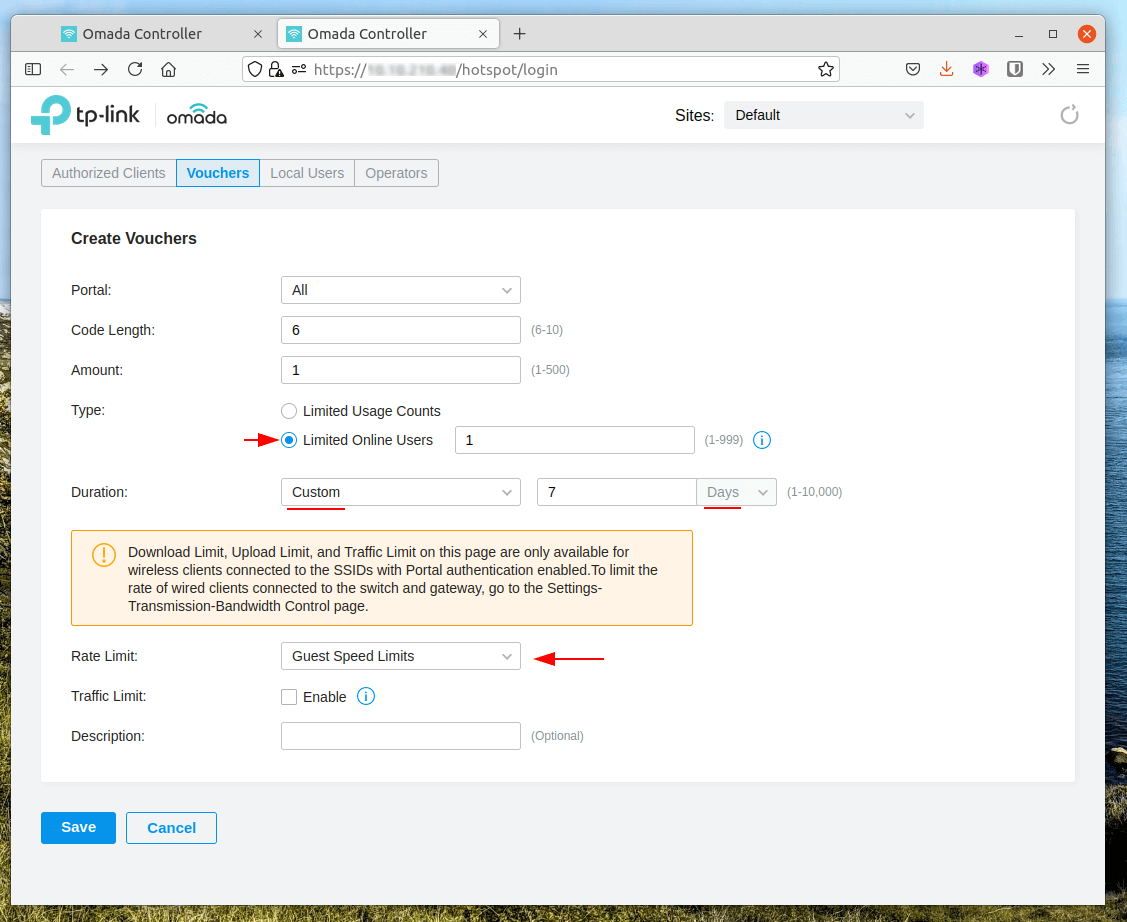 Omada Controller
Omada Controller
https:// /hotspot/login
tp-link omada
Sites: Default
Authorized Clients Vouchers Local Users Operators
Create Vouchers
Portal: All
Code Length: 6 (6-10)
Amount: 1 (1-500)
Type: Limited Usage Counts
Limited Online Users 1 (1-999)
Duration: Custom 7 Days (1-10,000)
Download Limit, Upload Limit, and Traffic Limit on this page are only available for
wireless clients connected to the SSIDs with Portal authentication enabled.To limit the
rate of wired clients connected to the switch and gateway, go to the Settings-
Transmission-Bandwidth Control page.
Rate Limit: Guest Speed Limits
Traffic Limit: Enable
Description: (Optional)
Save Cancel